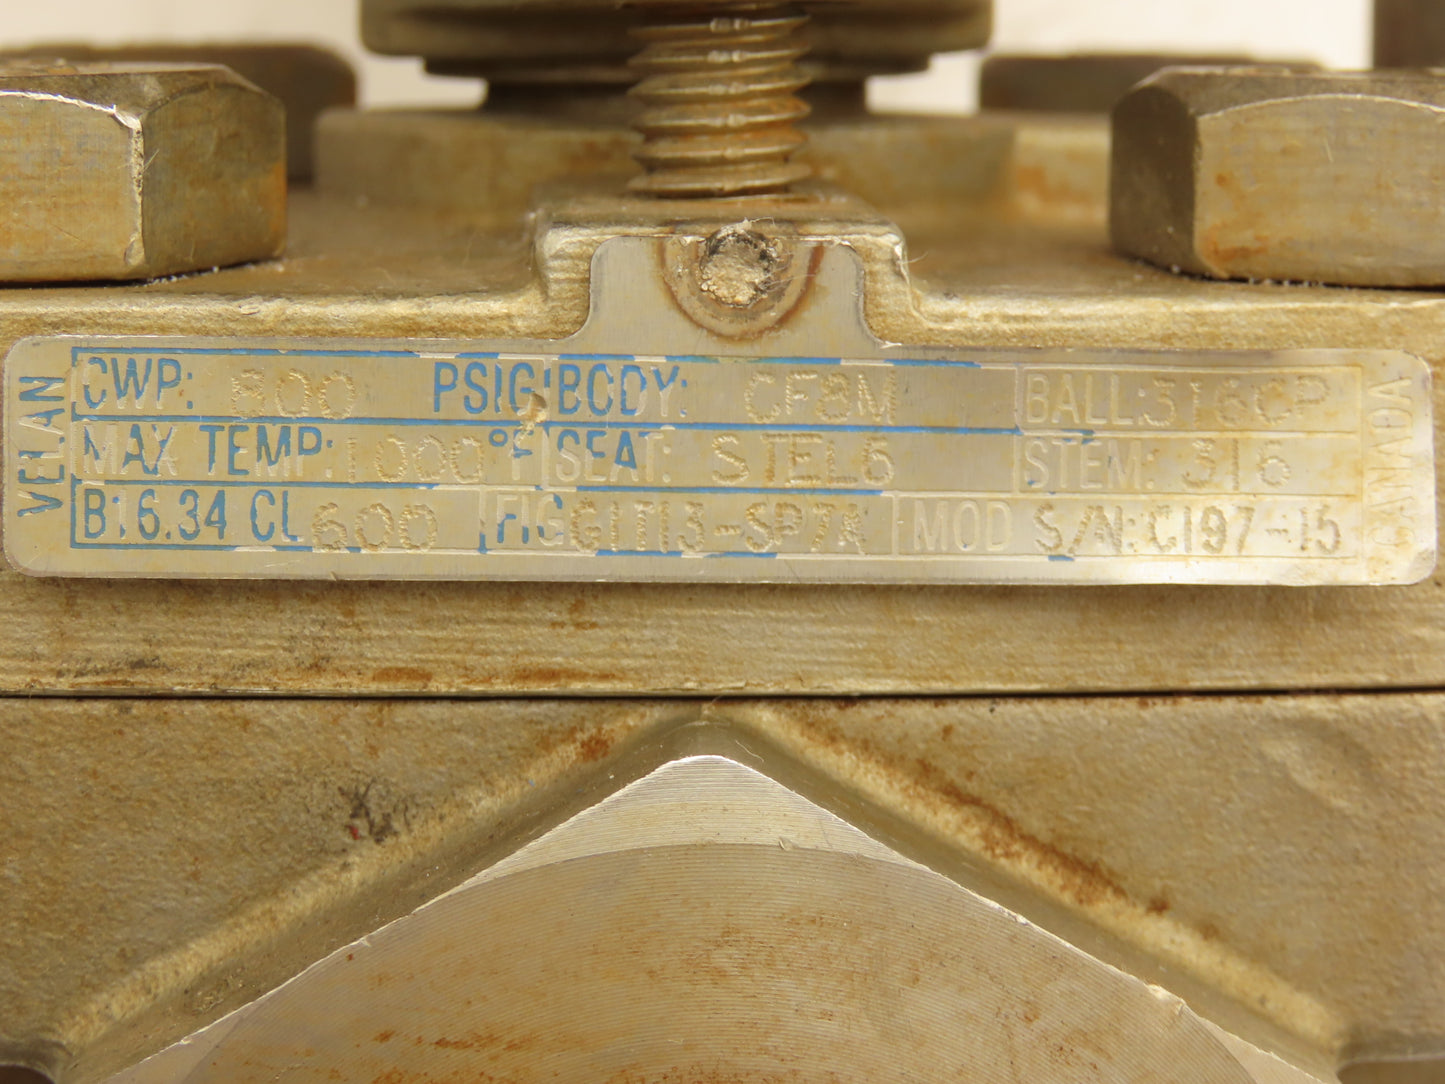 VELAN
CWP: 800 PSIG BODY: CF8M BALL:316CP
MAX TEMP:1000°F SEAT: STEL6 STEM: 316
B16.34 CL 600 FIG G1T13-SP7A MOD S/N:C197-15
CANADA